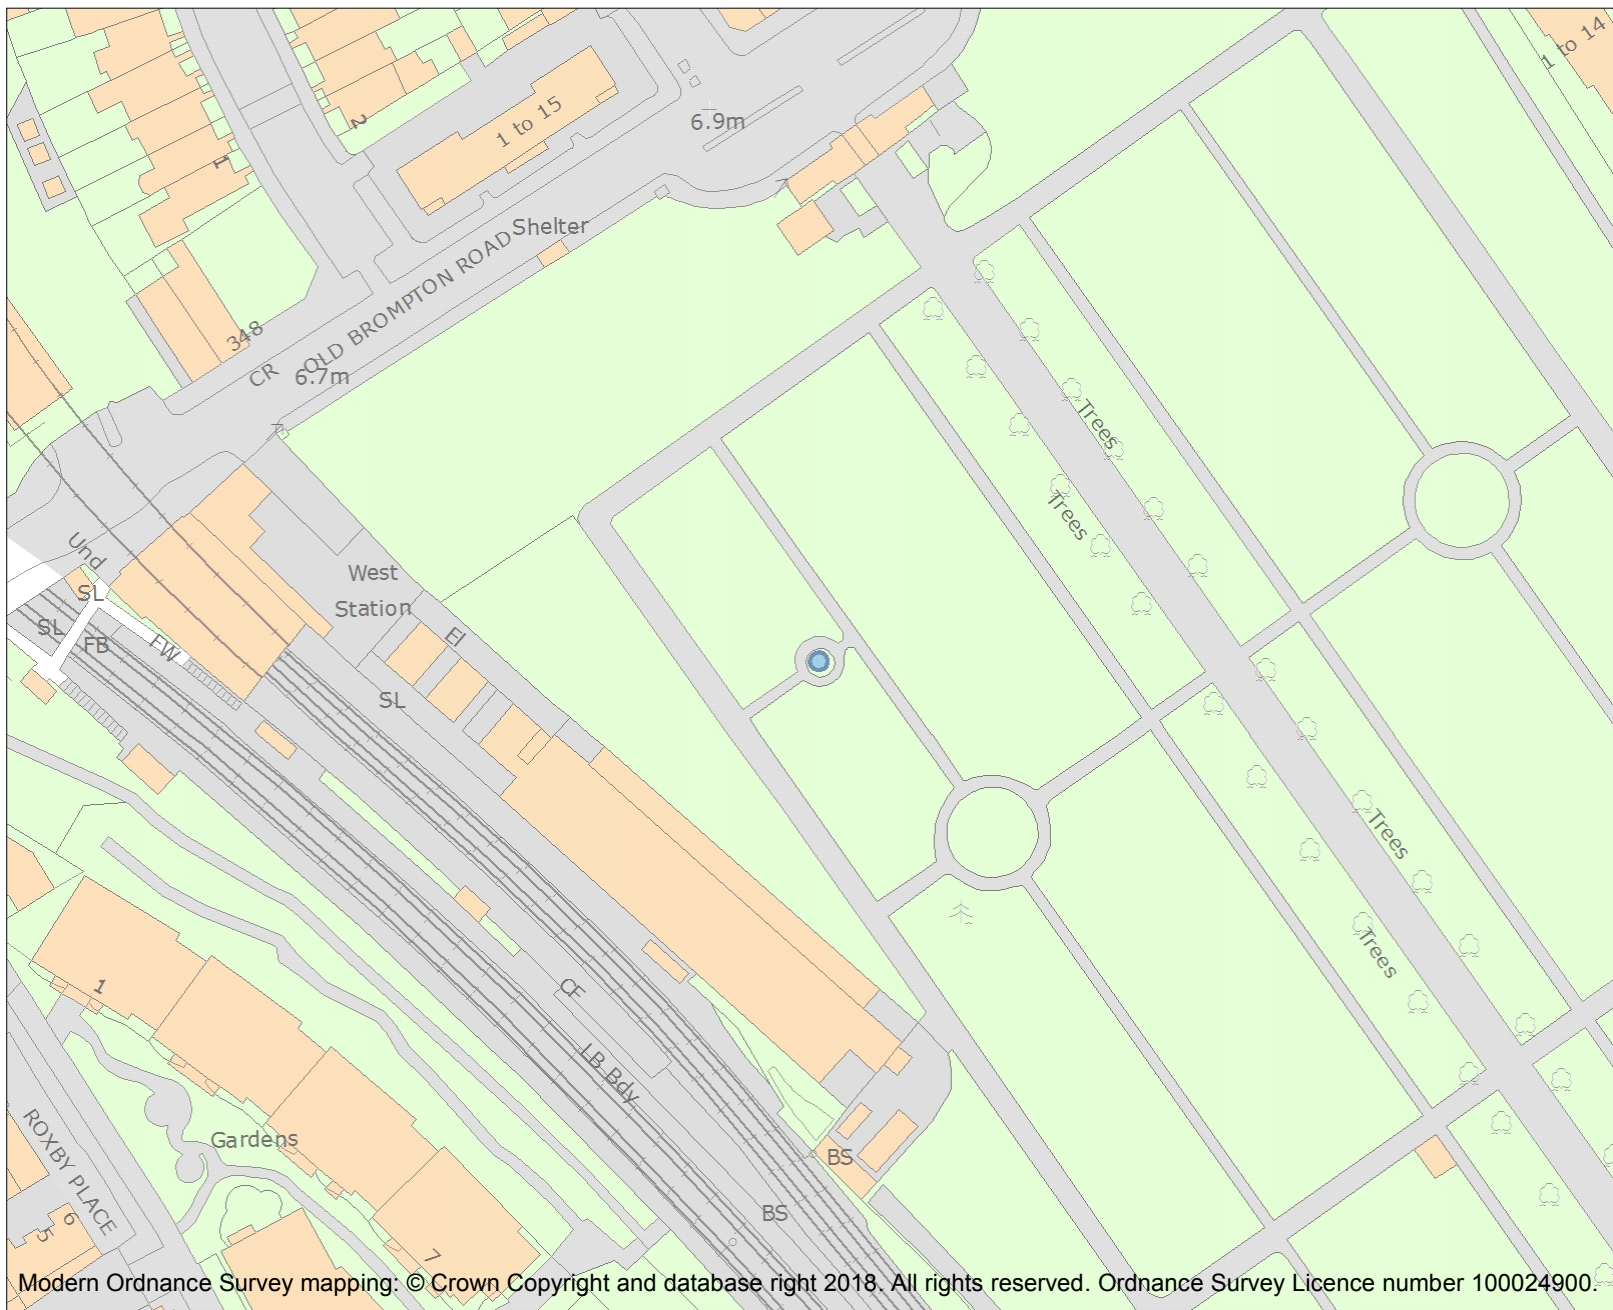 1 to 14
1 to 15
6.9m
2
1
Shelter
OLD BROMPTON ROAD
348
CR
6.7m
Trees
Trees
Und
West
Station
El
SL
SL
FB
FW
SL
Trees
Trees
1
CF
LB Bdy
Gardens
ROXBY PLACE
BS
BS
6
5
7
Modern Ordnance Survey mapping: © Crown Copyright and database right 2018. All rights reserved. Ordnance Survey Licence number 100024900.